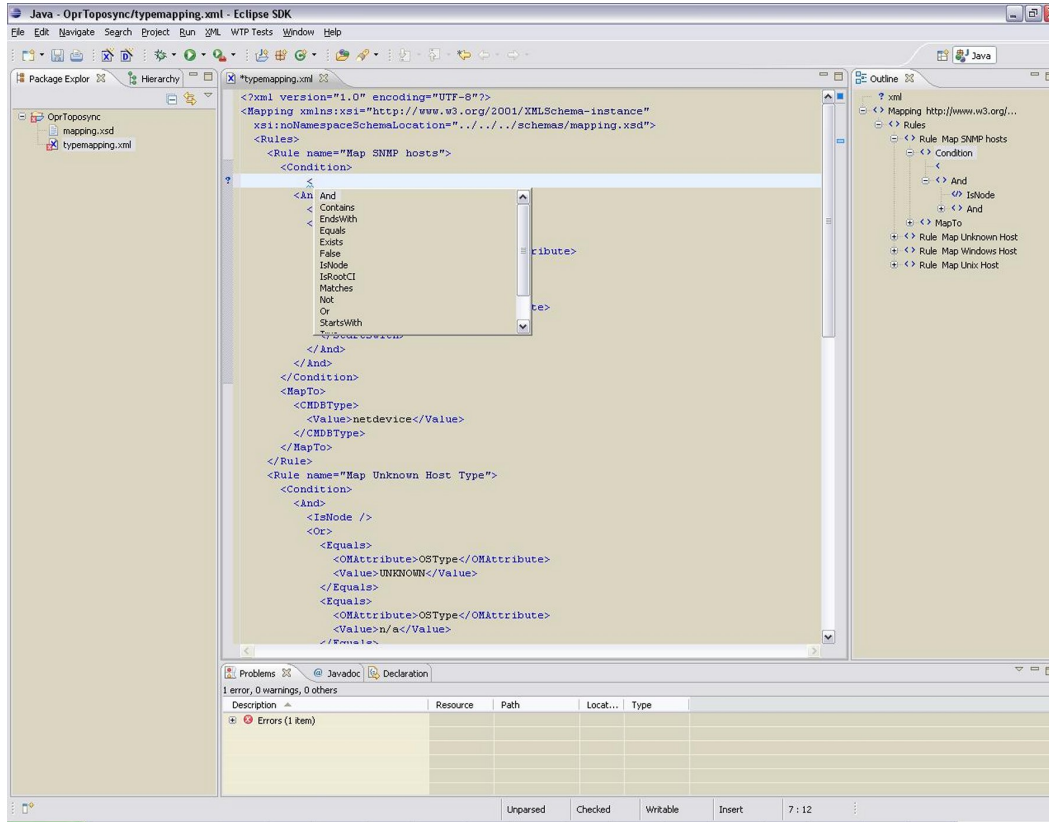 Java - OprToposync/typemapping.xml - Eclipse SDK
File Edit Navigate Search Project Run XML WTP Tests Window Help
Java
Package Explor
Hierarchy
OprToposync
mapping.xsd
typemapping.xml
*typemapping.xml
<?xml version="1.0" encoding="UTF-8"?>
<Mapping xmlns:xsi="http://www.w3.org/2001/XMLSchema-instance"
xsi:noNamespaceSchemaLocation="../../../schemas/mapping.xsd">
<Rules>
<Rule name="Map SNMP hosts">
<Condition>
<
<An
<
<
ribute>
te>
And
Contains
EndsWith
Equals
Exists
False
IsNode
IsRootCI
Matches
Not
Or
StartsWith
True
</StartsWith>
</And>
</And>
</Condition>
<MapTo>
<CMDBType>
<Value>netdevice</Value>
</CMDBType>
</MapTo>
</Rule>
<Rule name="Map Unknown Host Type">
<Condition>
<And>
<IsNode />
<Or>
<Equals>
<OMAttribute>OSType</OMAttribute>
<Value>UNKNOWN</Value>
</Equals>
<Equals>
<OMAttribute>OSType</OMAttribute>
<Value>n/a</Value>
</Equals>
Outline
? xml
Mapping http://www.w3.org/...
Rules
Rule Map SNMP hosts
Condition
<
And
IsNode
And
MapTo
Rule Map Unknown Host
Rule Map Windows Host
Rule Map Unix Host
Problems
@ Javadoc
Declaration
1 error, 0 warnings, 0 others
Description Resource Path Locat... Type
Errors (1 item)
Unparsed Checked Writable Insert 7 : 12